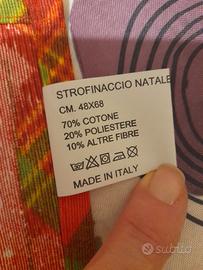 STROFINACCIO NATALE
CM. 48X68
70% COTONE
20% POLIESTERE
10% ALTRE FIBRE
MADE IN ITALY
subito